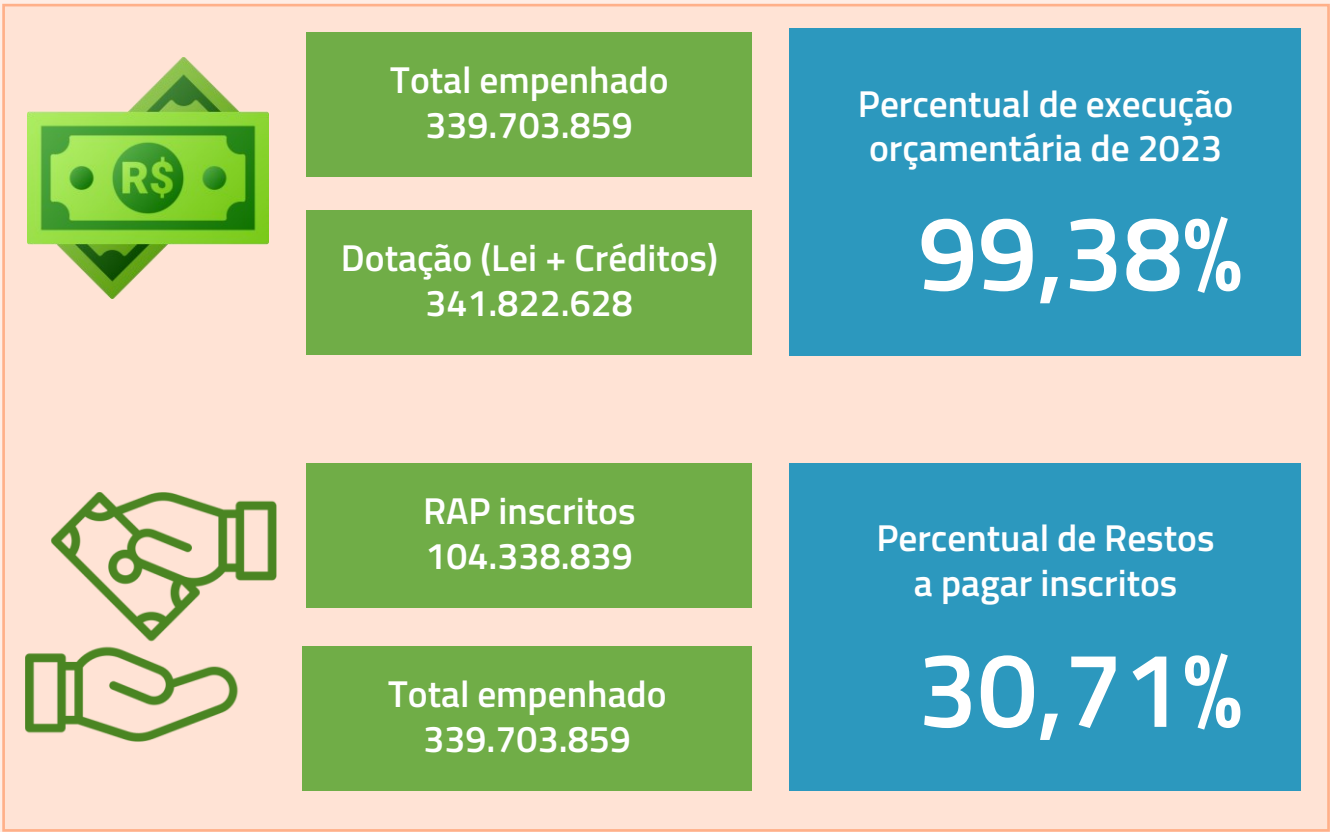 R$
Total empenhado
339.703.859
Dotação (Lei + Créditos)
341.822.628
Percentual de execução
orçamentária de 2023
99,38%
RAP inscritos
104.338.839
Total empenhado
339.703.859
Percentual de Restos
a pagar inscritos
30,71%